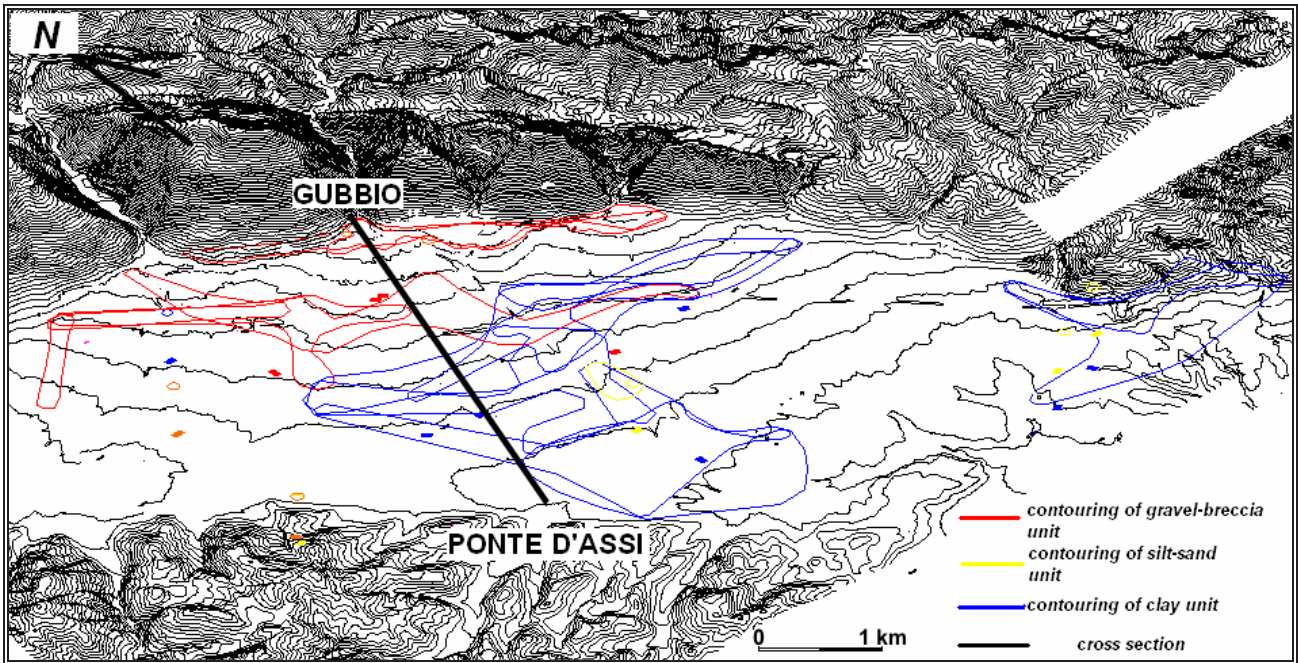 N
GUBBIO
PONTE D'ASSI
contouring of gravel-breccia
unit
contouring of silt-sand
unit
contouring of clay unit
cross section
0 1 km